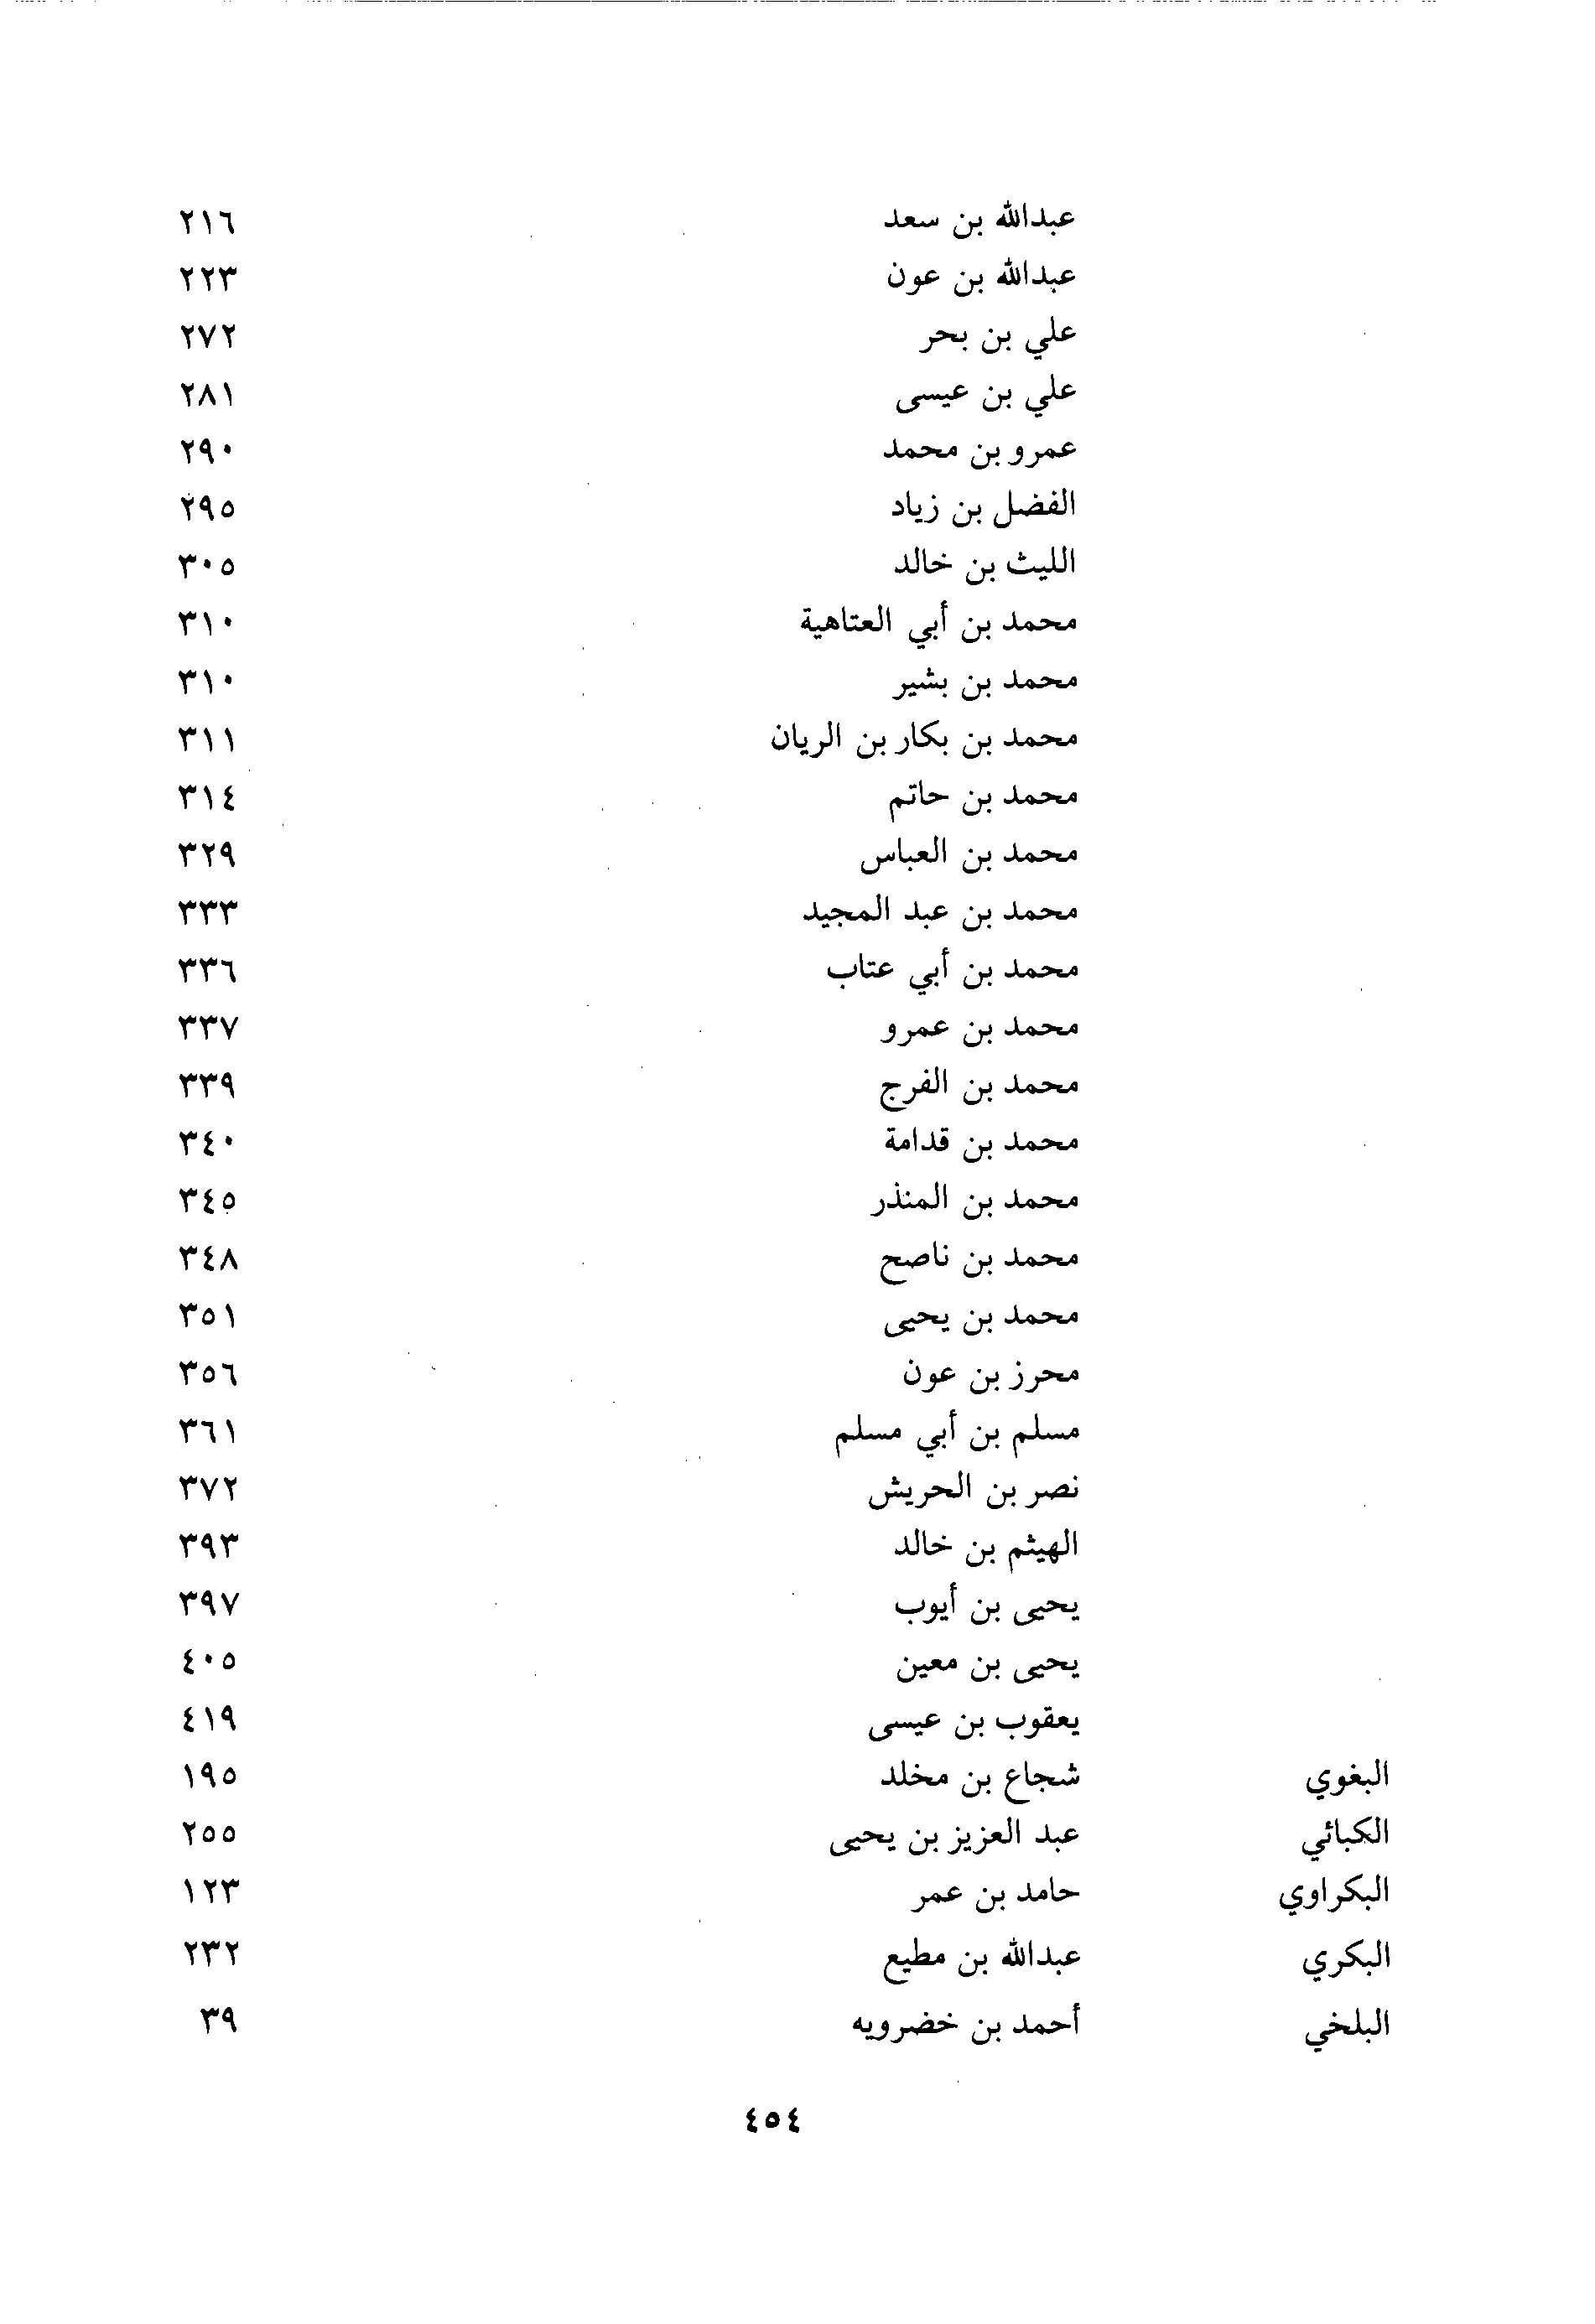 عبدالله بن سعد ٢١٦
عبدالله بن عون ٢٢٣
علي بن بحر ٢٧٢
علي بن عيسى ٢٨١
عمرو بن محمد ٢٩٠
الفضل بن زياد ٢٩٥
الليث بن خالد ٣٠٥
محمد بن أبي العتاهية ٣١٠
محمد بن بشير ٣١٠
محمد بن بكار بن الريان ٣١١
محمد بن حاتم ٣١٤
محمد بن العباس ٣٢٩
محمد بن عبد المجيد ٣٣٣
محمد بن أبي عتاب ٣٣٦
محمد بن عمرو ٣٣٧
محمد بن الفرج ٣٣٩
محمد بن قدامة ٣٤٠
محمد بن المنذر ٣٤٥
محمد بن ناصح ٣٤٨
محمد بن يحيى ٣٥١
محرز بن عون ٣٥٦
مسلم بن أبي مسلم ٣٦١
نصر بن الحريش ٣٧٢
الهيثم بن خالد ٣٩٣
يحيى بن أيوب ٣٩٧
يحيى بن معين ٤٠٥
يعقوب بن عيسى ٤١٩
البغوي شجاع بن مخلد ١٩٥
الكبائي عبد العزيز بن يحيى ٢٥٥
البكراوي حامد بن عمر ١٢٣
البكري عبدالله بن مطيع ٢٣٢
البلخي أحمد بن خضرويه ٣٩
٤٥٤